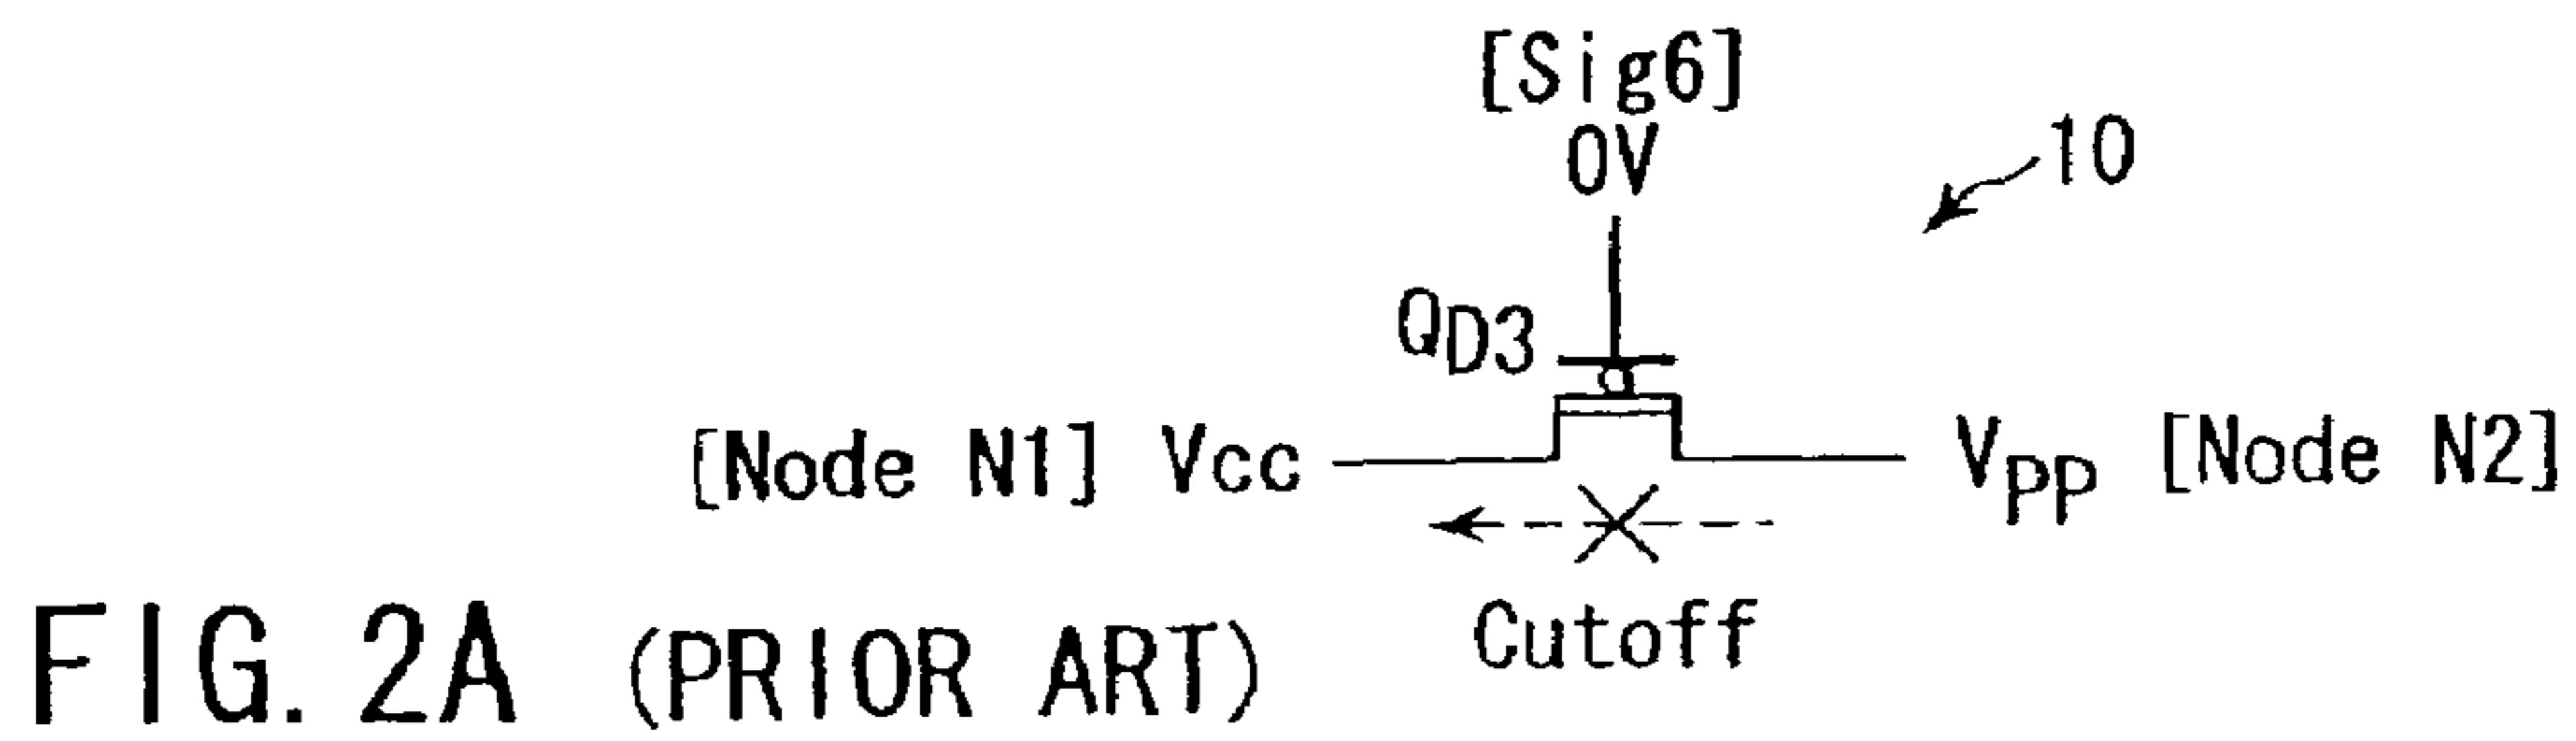 [Sig6]
0V
10
QD3
[Node N1] Vcc
VPP [Node N2]
Cutoff
FIG. 2A (PRIOR ART)